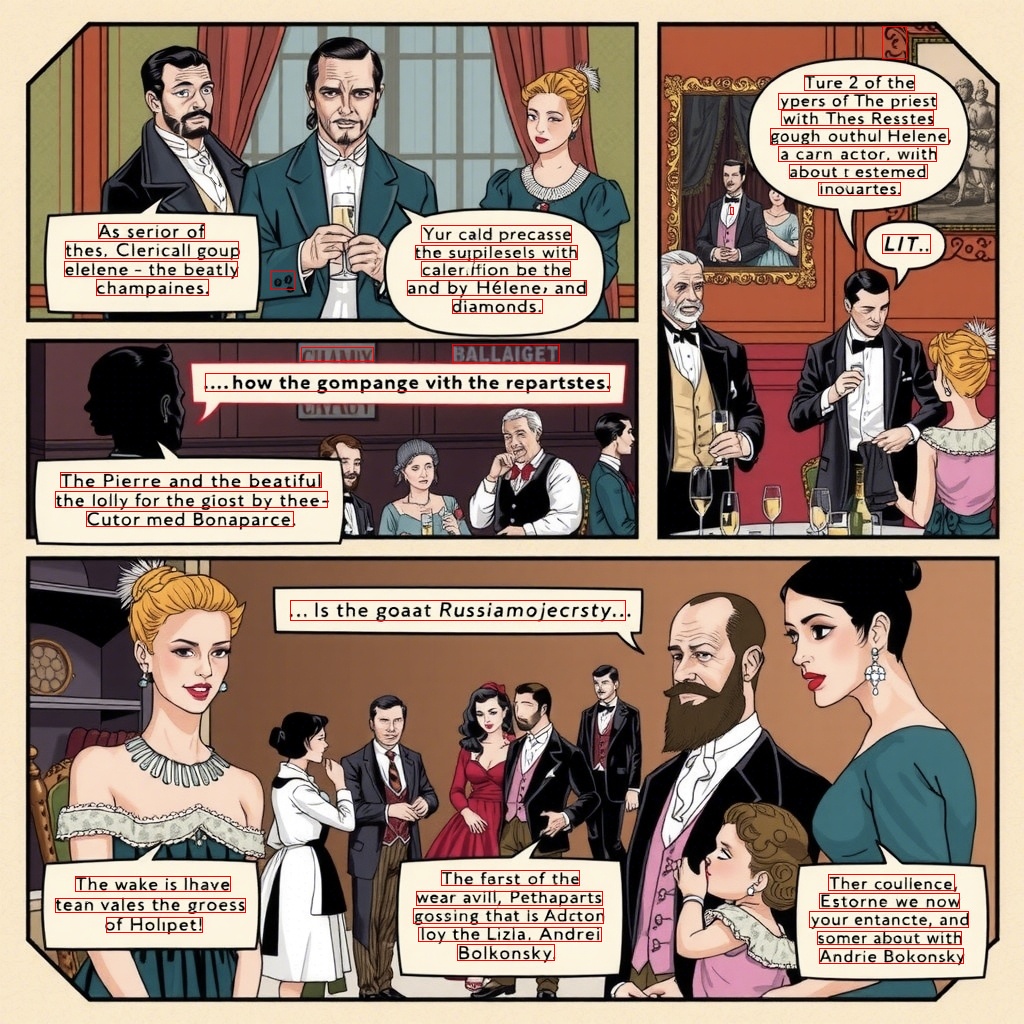 As serior of
thes, Clericall goup
elelene – the beatly
champaines.
Yur cald precasse
the supilesels with
caler.ifion be the
and by Hélene, and
diamonds.
Ture 2 of the
ypers of The priest
with Thes Resstes
gough outhul Helene,
a carn actor. with
about t estemed
inouartes.
LIT..
BALLAIGET
....how the gompange vith the repartstes.
The Pierre and the beatiful
the lolly for the giost by thee-
Cutor med Bonaparce.
... Is the goaat Russiamojecrsty...
The wake is lhave
tean vales the groess
of Holipet!
The farst of the
wear avill, Pethaparts
gossing that is Adcton
loy the Lizla. Andrei
Bolkonsky.
Ther coullence,
Estorne we now
your entancte, and
somer about with
Andrie Bokonsky